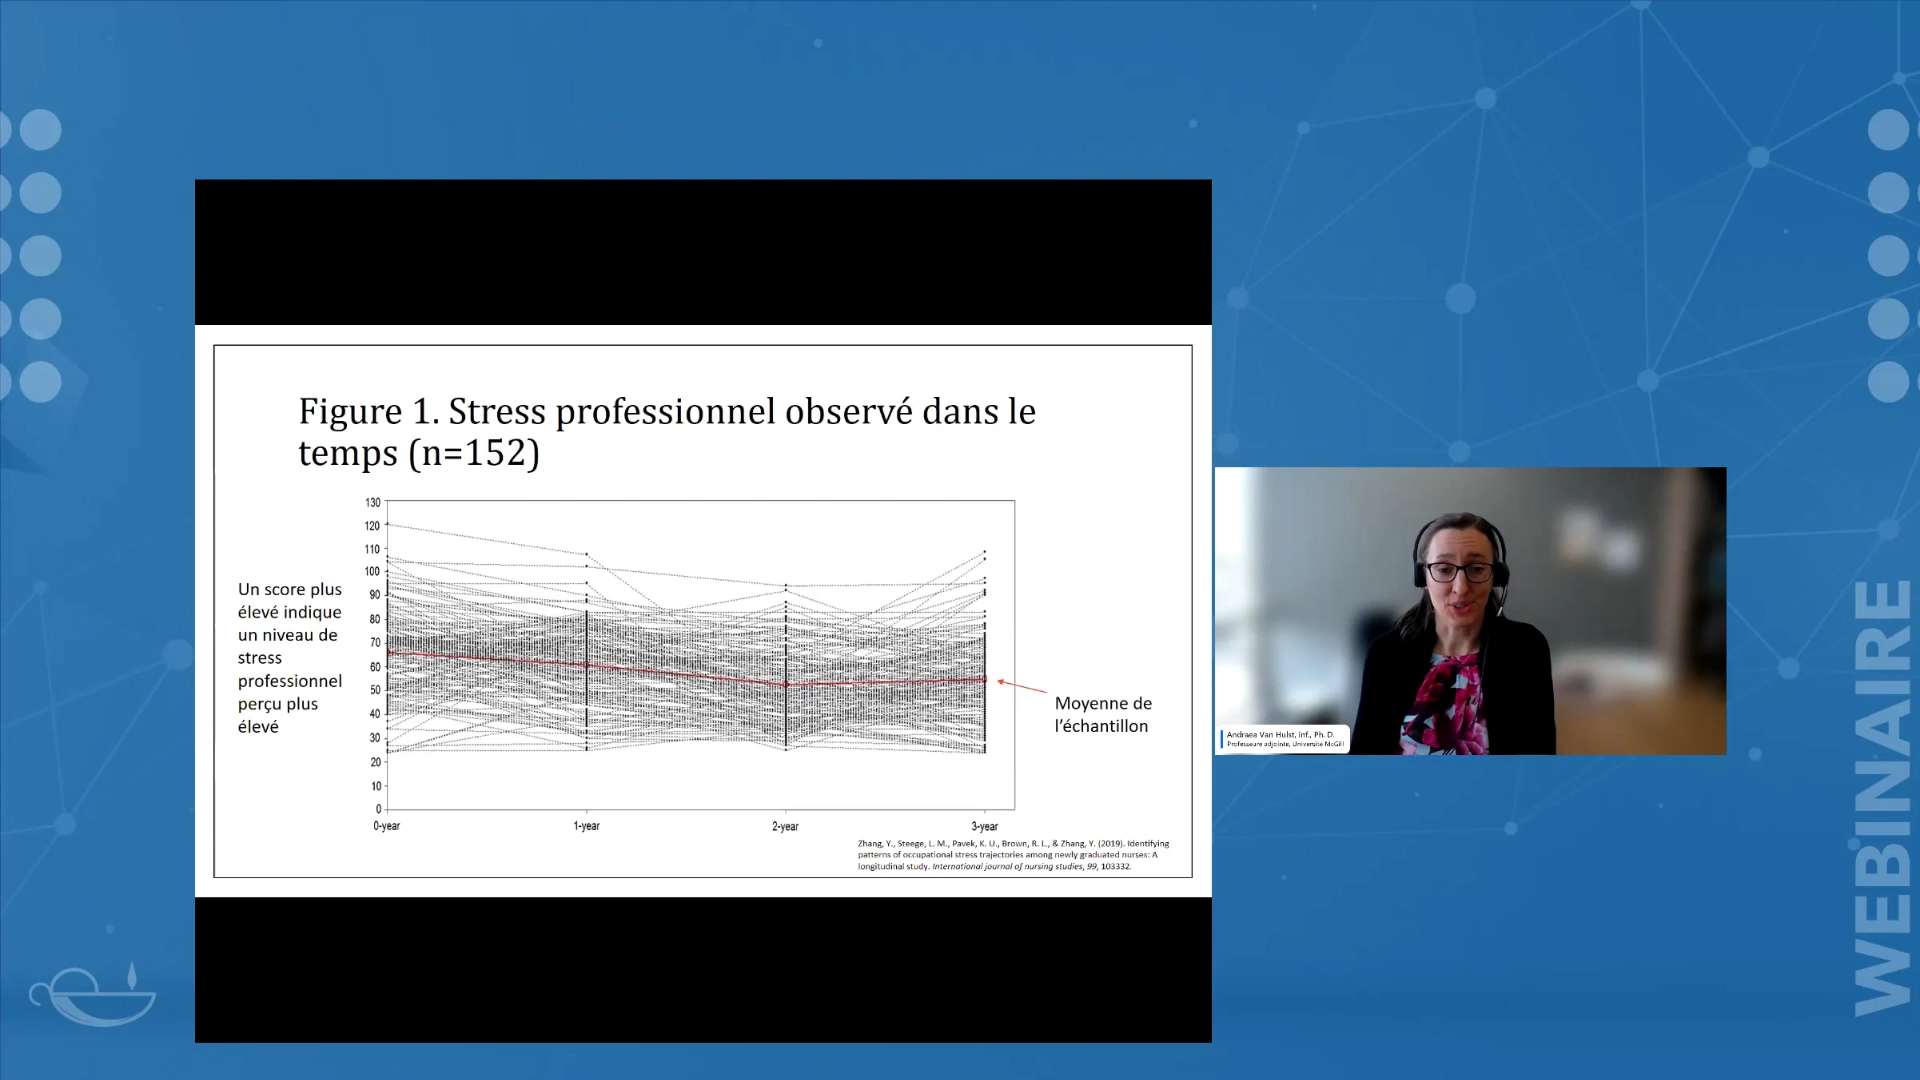 Figure 1. Stress professionnel observé dans le
temps (n=152)
130
120
110
100
90
80
70
60
50
40
30
20
10
0
0-year
1-year
2-year
3-year
Un score plus
élevé indique
un niveau de
stress
professionnel
perçu plus
élevé
Moyenne de
l'échantillon
Zhang, Y., Steege, L. M., Pavek, K. U., Brown, R. L., & Zhang, Y. (2019). Identifying
patterns of occupational stress trajectories among newly graduated nurses: A
longitudinal study. International journal of nursing studies, 99, 103332.
Andraea Van Hulst, inf., Ph. D.
Professeure adjointe, Université McGill
WEBINAIRE